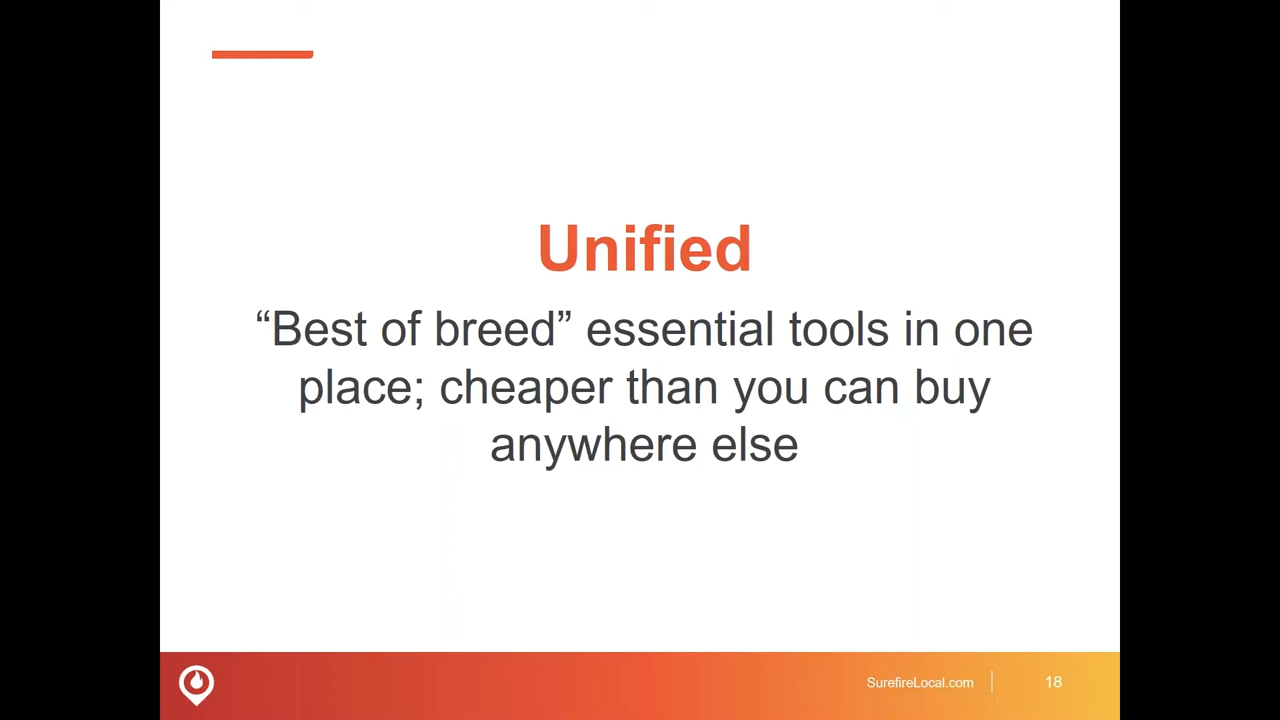 Unified
“Best of breed” essential tools in one
place; cheaper than you can buy
anywhere else
SurefireLocal.com
18